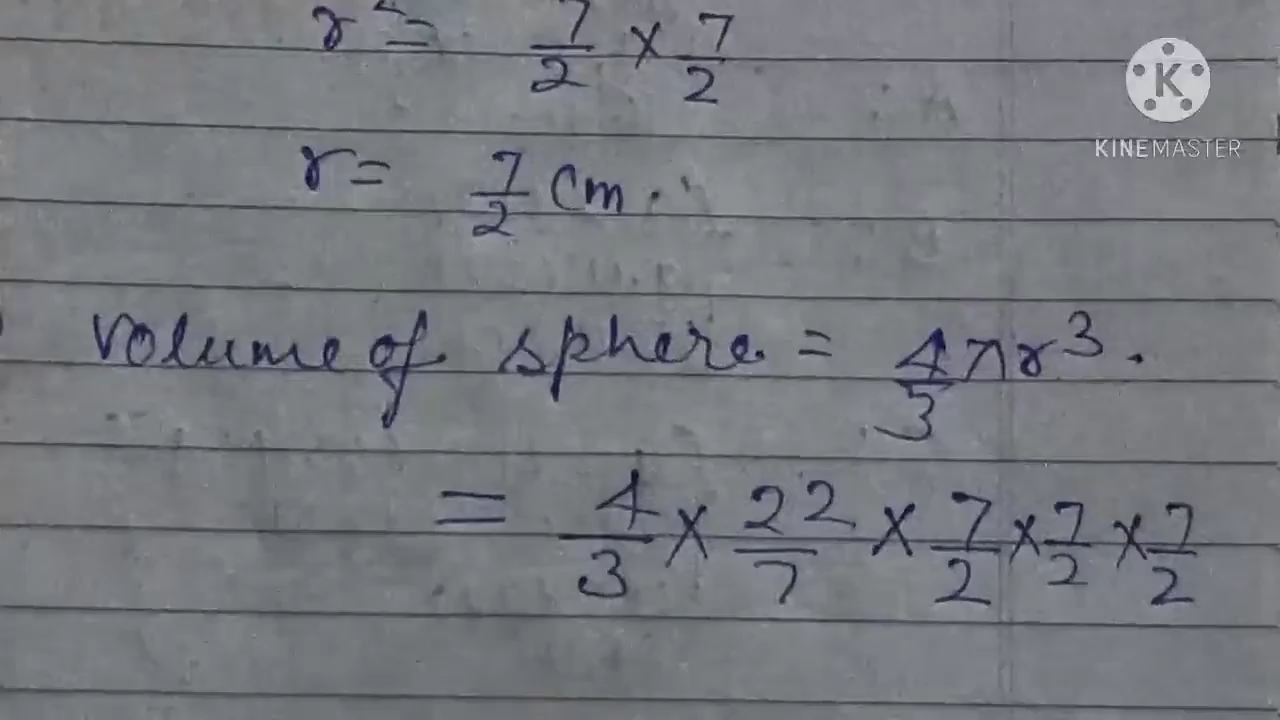 r² = 7/2 × 7/2
K
KINEMASTER
r = 7/2 cm.
Volume of sphere = 4/3 πr³.
= 4/3 × 22/7 × 7/2 × 7/2 × 7/2